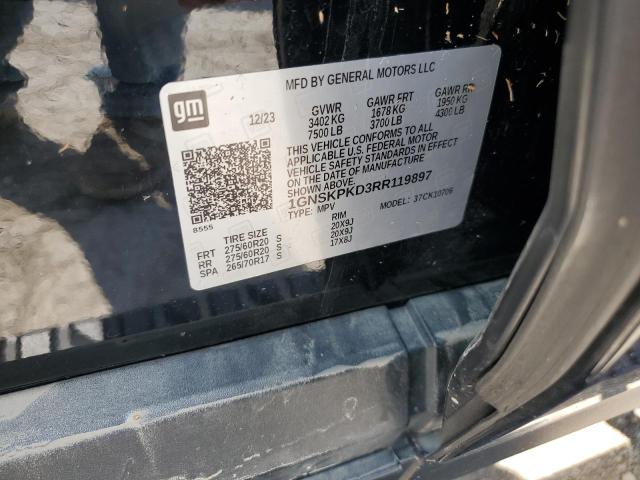 MFD BY GENERAL MOTORS LLC
gm
12/23
GVWR
3402 KG
7500 LB
GAWR FRT
1678 KG
3700 LB
GAWR RR
1950 KG
4300 LB
THIS VEHICLE CONFORMS TO ALL
APPLICABLE U.S. FEDERAL MOTOR
VEHICLE SAFETY STANDARDS IN EFFECT
ON THE DATE OF MANUFACTURE
SHOWN ABOVE.
1GNSKPKD3RR119897
TYPE: MPV
MODEL: 37CK10706
8555
TIRE SIZE
RIM
FRT 275/60R20 S 20X9J
RR 275/60R20 S 20X9J
SPA 265/70R17 S 17X8J